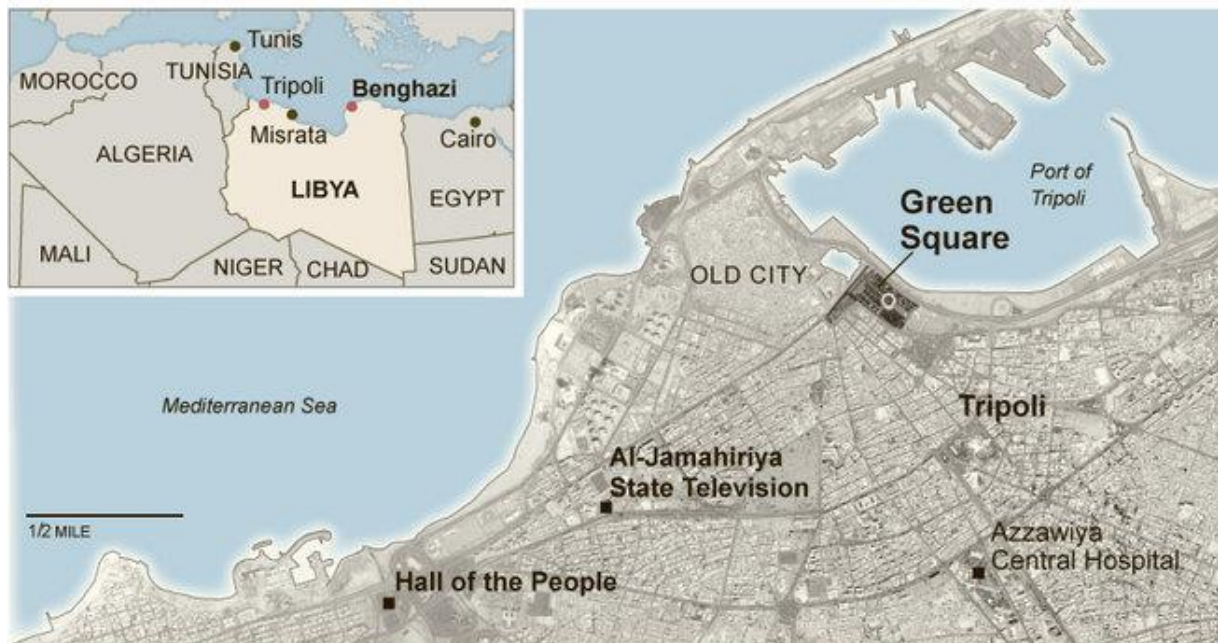 Tunis
MOROCCO
TUNISIA
Tripoli
Benghazi
Misrata
Cairo
ALGERIA
LIBYA
EGYPT
MALI
NIGER
CHAD
SUDAN
Port of
Tripoli
Green
Square
OLD CITY
Mediterranean Sea
Tripoli
Al-Jamahiriya
State Television
1/2 MILE
Azzawiya
Central Hospital
Hall of the People